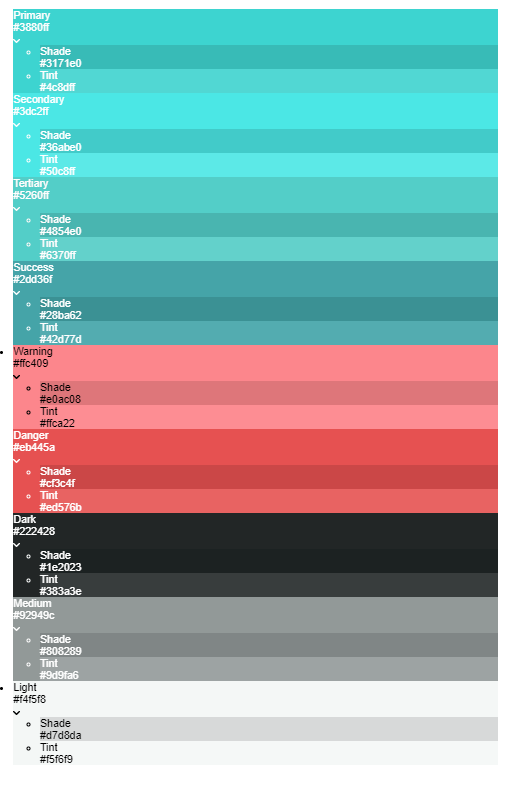 Primary
#3880ff
Shade
#3171e0
Tint
#4c8dff
Secondary
#3dc2ff
Shade
#36abe0
Tint
#50c8ff
Tertiary
#5260ff
Shade
#4854e0
Tint
#6370ff
Success
#2dd36f
Shade
#28ba62
Tint
#42d77d
Warning
#ffc409
Shade
#e0ac08
Tint
#ffca22
Danger
#eb445a
Shade
#cf3c4f
Tint
#ed576b
Dark
#222428
Shade
#1e2023
Tint
#383a3e
Medium
#92949c
Shade
#808289
Tint
#9d9fa6
Light
#f4f5f8
Shade
#d7d8da
Tint
#f5f6f9